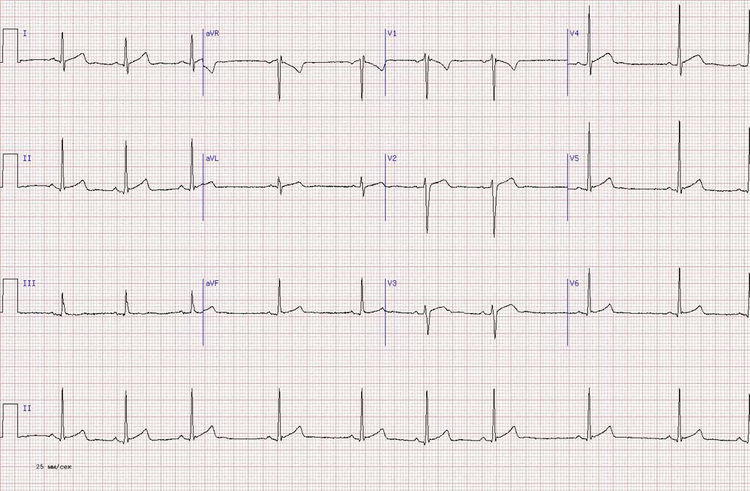 I aVR V1 V4
II aVL V2 V5
III aVF V3 V6
II
25 мм/сек